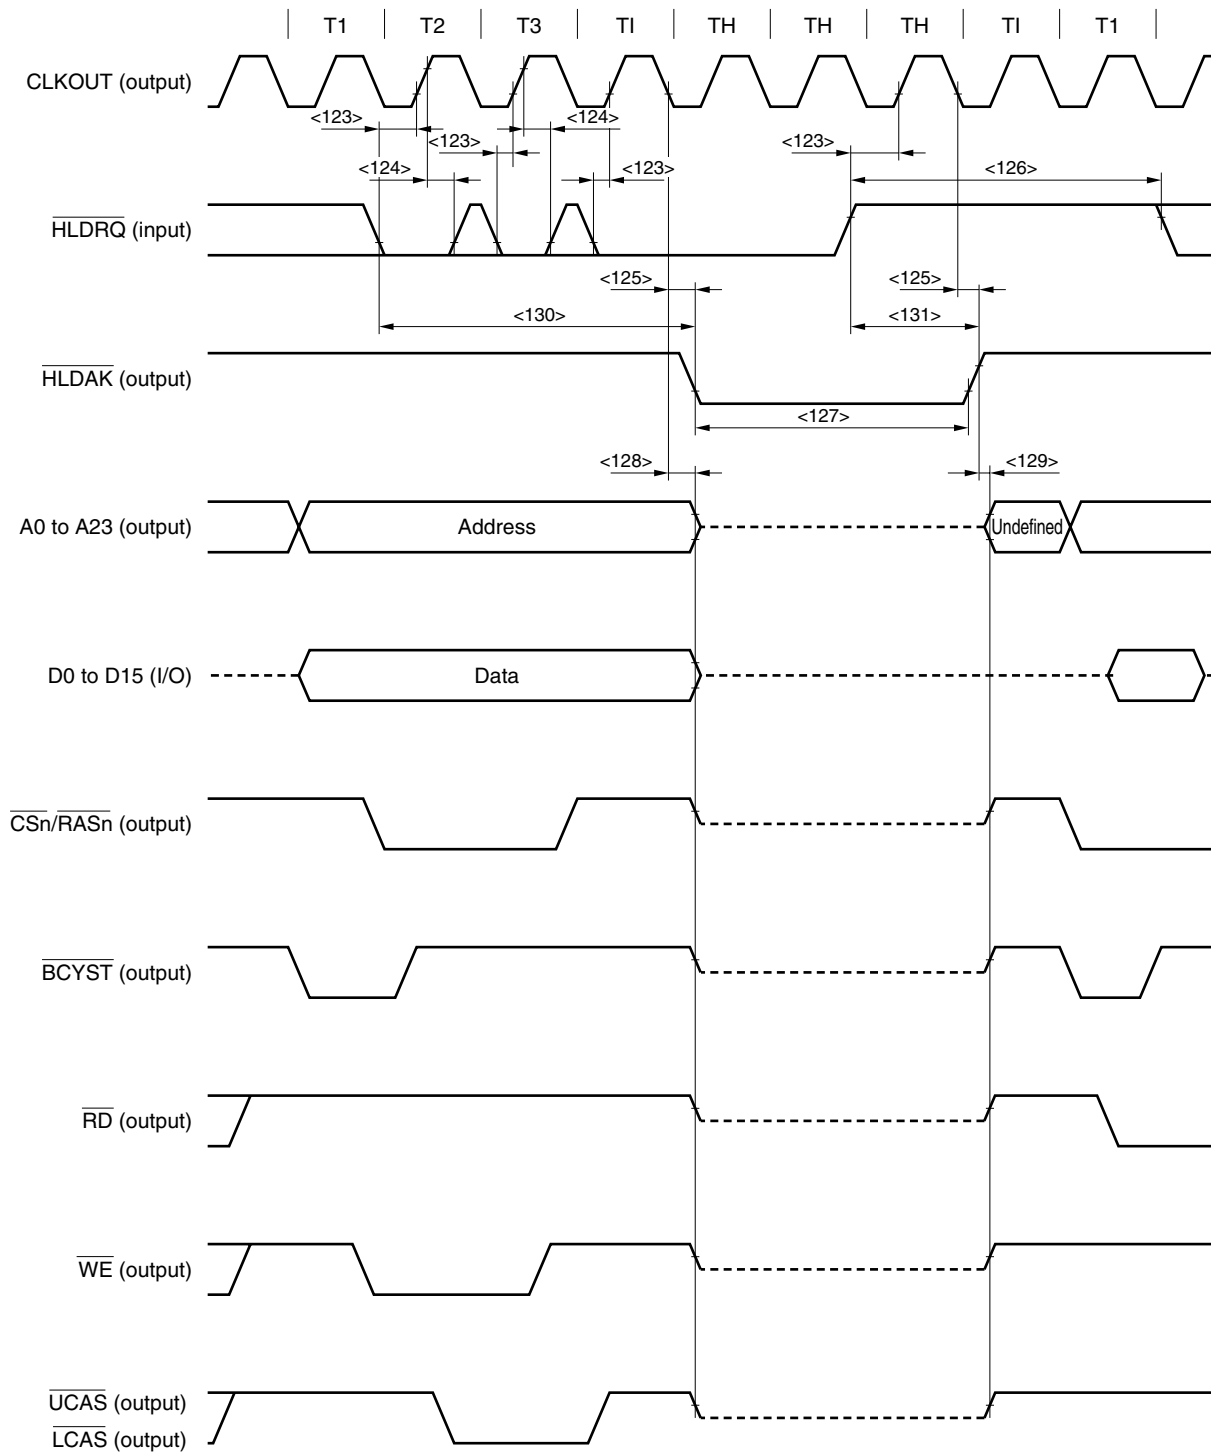 T1 T2 T3 TI TH TH TH TI T1
CLKOUT (output)
<123> <124> <123>
<123>
<124> <123> <126>
HLDRQ (input)
<125> <125>
<130> <131>
HLDAK (output)
<127>
<128> <129>
A0 to A23 (output) Address Undefined
D0 to D15 (I/O) Data
CSn/RASn (output)
BCYST (output)
RD (output)
WE (output)
UCAS (output)
LCAS (output)